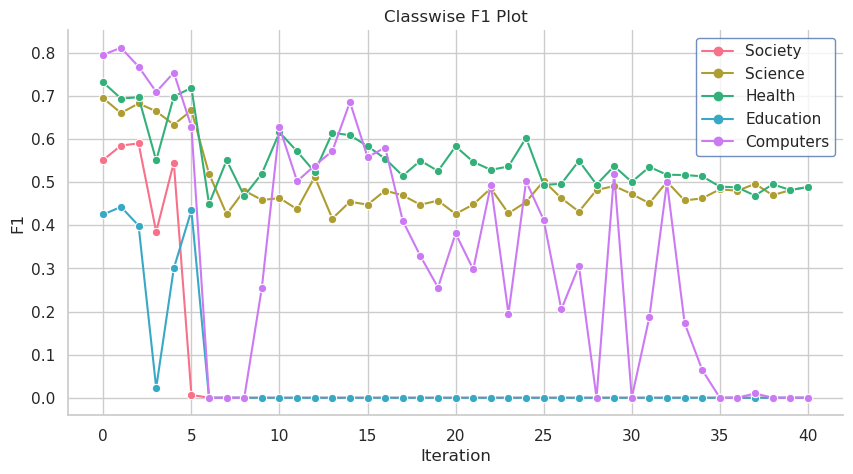 Classwise F1 Plot
F1
0.8
0.7
0.6
0.5
0.4
0.3
0.2
0.1
0.0
Society
Science
Health
Education
Computers
0 5 10 15 20 25 30 35 40
Iteration